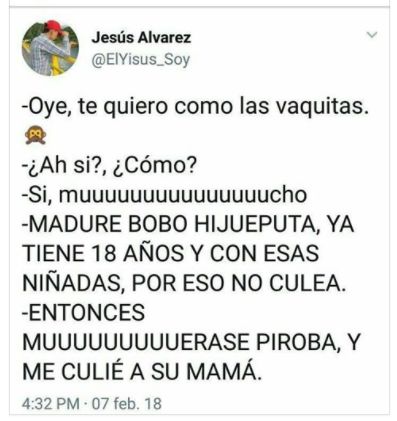 Jesús Alvarez
@ElYisus_Soy
-Oye, te quiero como las vaquitas.
🙊
-¿Ah si?, ¿Cómo?
-Si, muuuuuuuuuuuuuuuucho
-MADURE BOBO HIJUEPUTA, YA
TIENE 18 AÑOS Y CON ESAS
NIÑADAS, POR ESO NO CULEA.
-ENTONCES
MUUUUUUUUUERASE PIROBA, Y
ME CULIÉ A SU MAMÁ.
4:32 PM · 07 feb. 18